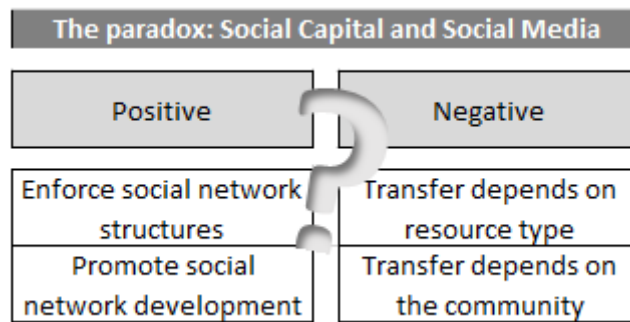 The paradox: Social Capital and Social Media
Positive
?
Negative
Enforce social network
structures
Promote social
network development
Transfer depends on
resource type
Transfer depends on
the community